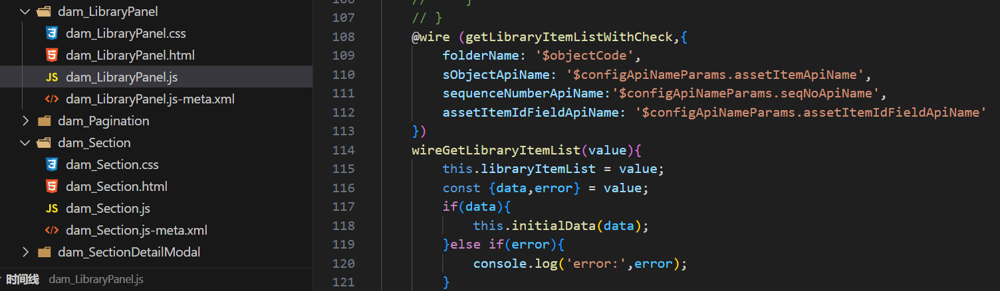 dam_LibraryPanel
dam_LibraryPanel.css
dam_LibraryPanel.html
JS dam_LibraryPanel.js
</> dam_LibraryPanel.js-meta.xml
dam_Pagination
dam_Section
dam_Section.css
dam_Section.html
JS dam_Section.js
</> dam_Section.js-meta.xml
dam_SectionDetailModal
时间线 dam_LibraryPanel.js
106 // }
107 // }
108 @wire (getLibraryItemListWithCheck,{
109 folderName: '$objectCode',
110 sObjectApiName: '$configApiNameParams.assetItemApiName',
111 sequenceNumberApiName:'$configApiNameParams.seqNoApiName',
112 assetItemIdFieldApiName: '$configApiNameParams.assetItemIdFieldApiName'
113 })
114 wireGetLibraryItemList(value){
115 this.libraryItemList = value;
116 const {data,error} = value;
117 if(data){
118 this.initialData(data);
119 }else if(error){
120 console.log('error:',error);
121 }